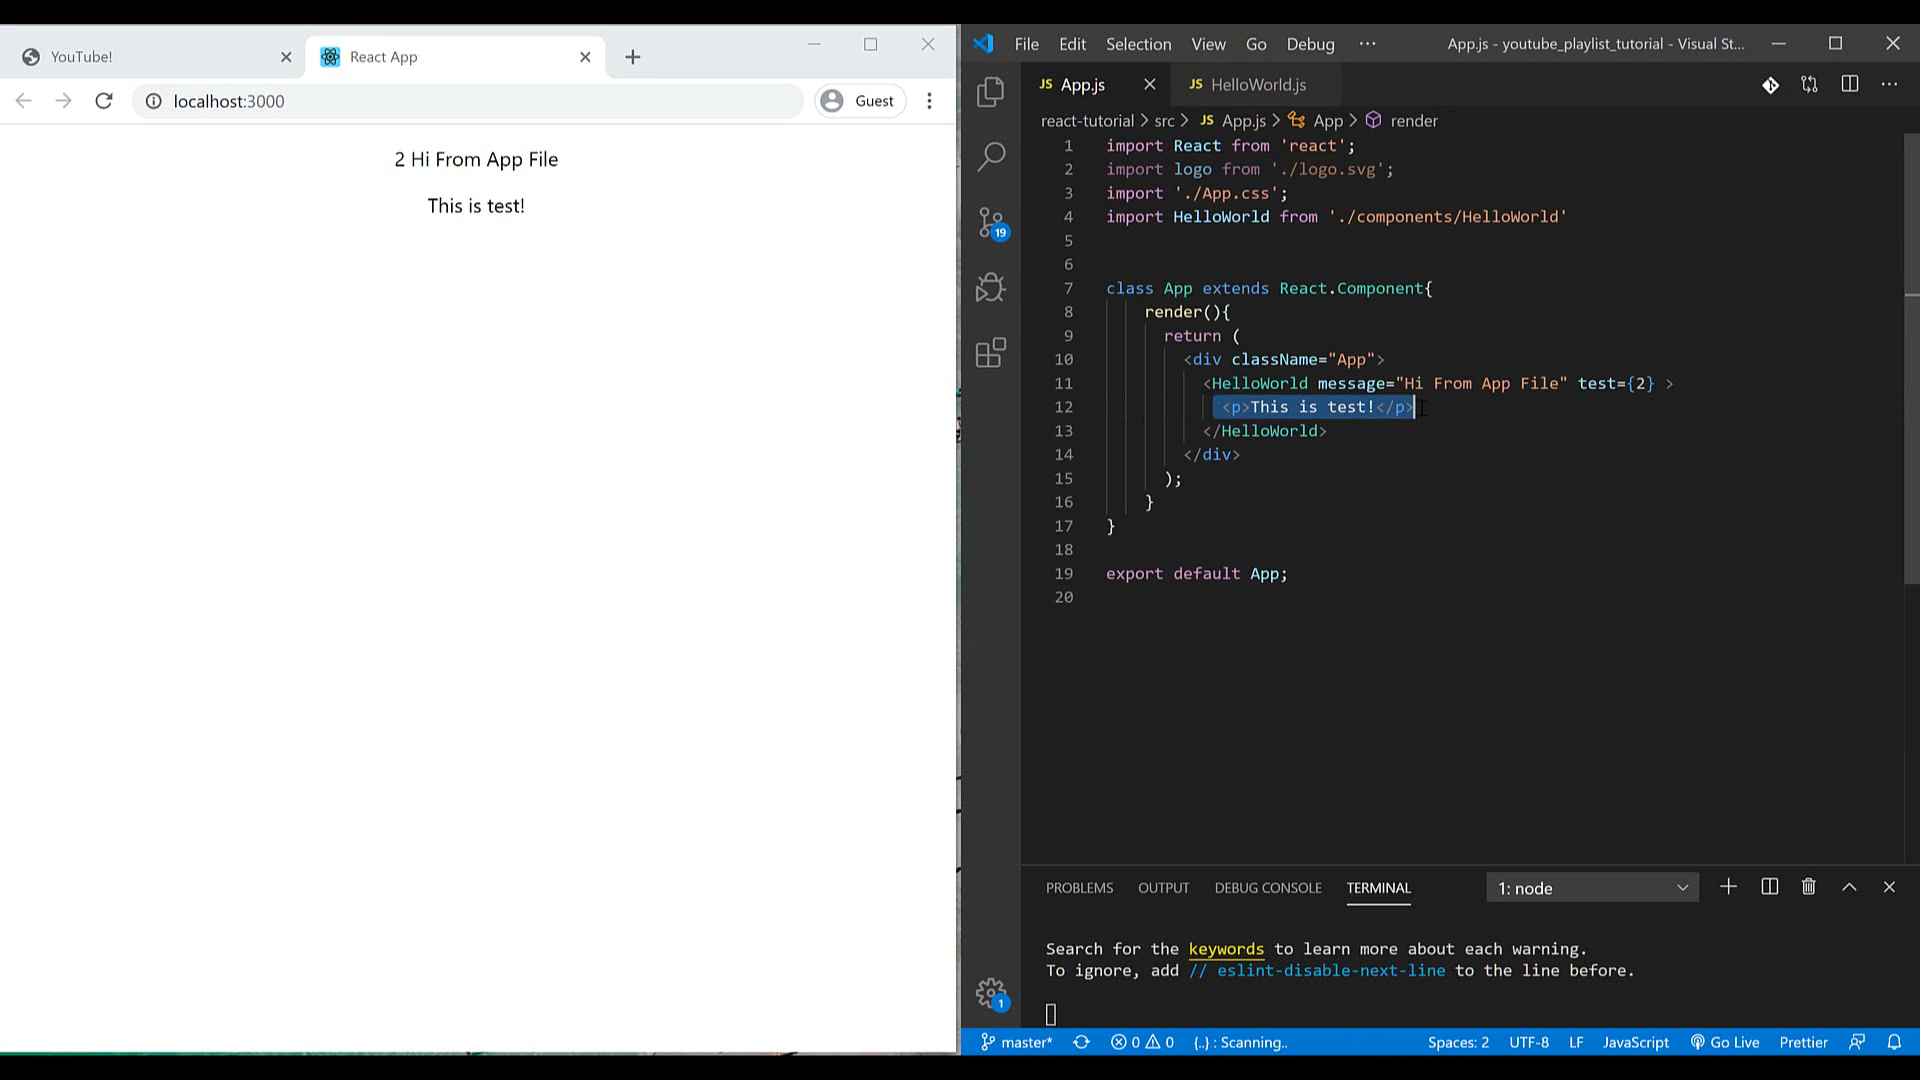 YouTube!
React App
localhost:3000
Guest
2 Hi From App File
This is test!
File Edit Selection View Go Debug ··· App.js - youtube_playlist_tutorial - Visual St...
JS App.js
JS HelloWorld.js
react-tutorial > src > JS App.js > App > render
1 import React from 'react';
2 import logo from './logo.svg';
3 import './App.css';
4 import HelloWorld from './components/HelloWorld'
5
6
7 class App extends React.Component{
8 render(){
9 return (
10 <div className="App">
11 <HelloWorld message="Hi From App File" test={2} >
12 <p>This is test!</p>
13 </HelloWorld>
14 </div>
15 );
16 }
17 }
18
19 export default App;
20
19
1
PROBLEMS OUTPUT DEBUG CONSOLE TERMINAL 1: node
Search for the keywords to learn more about each warning.
To ignore, add // eslint-disable-next-line to the line before.
master* 0 0 {..} : Scanning.. Spaces: 2 UTF-8 LF JavaScript Go Live Prettier